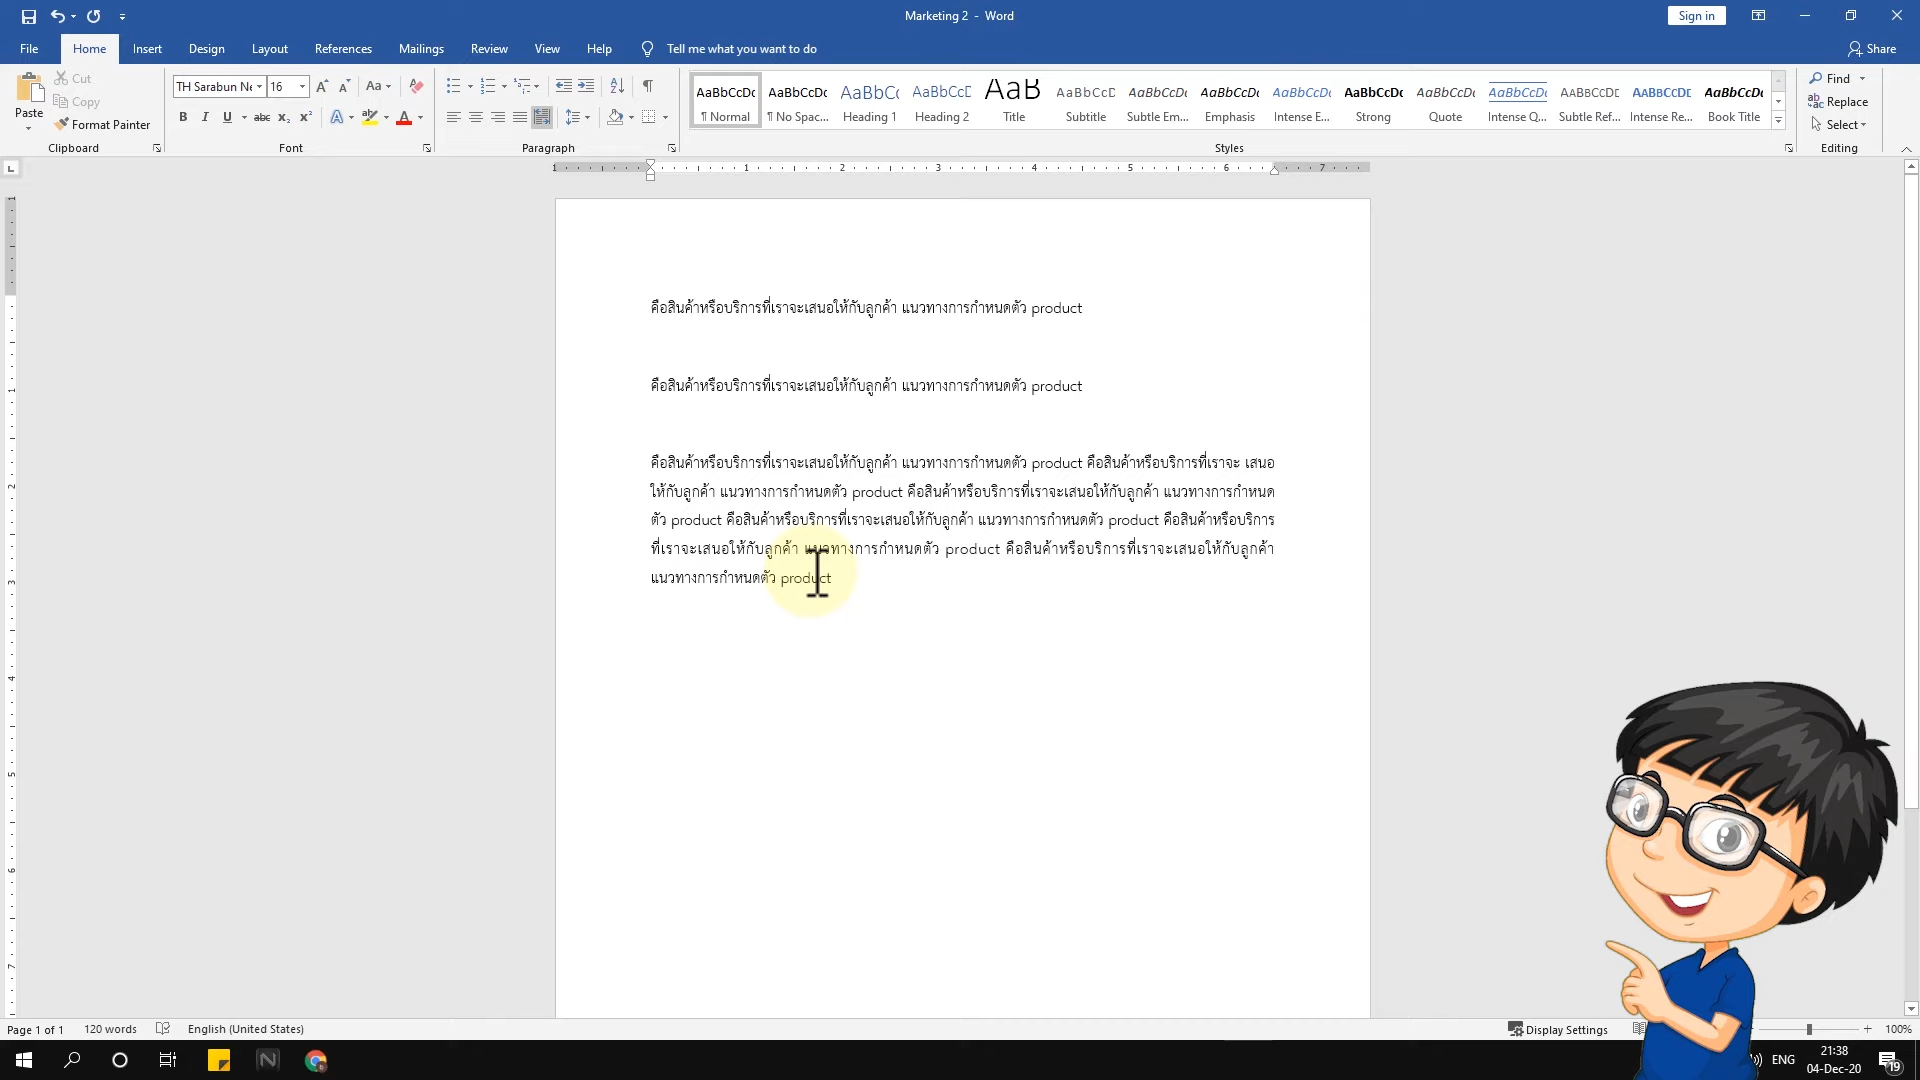 Marketing 2 - Word
Sign in
File Home Insert Design Layout References Mailings Review View Help Tell me what you want to do Share
Paste
Cut
Copy
Format Painter
Clipboard
TH Sarabun Ne 16
Font
Paragraph
AaBbCcDc AaBbCcDc AaBbCc AaBbCcD AaB AaBbCcD AaBbCcDc AaBbCcDc AaBbCcDc AaBbCcDc AaBbCcDc AaBbCcDc AABBCCDE AABBCCDE AaBbCcDc
¶ Normal ¶ No Spac... Heading 1 Heading 2 Title Subtitle Subtle Em... Emphasis Intense E... Strong Quote Intense Q... Subtle Ref... Intense Re... Book Title
Styles
Find
Replace
Select
Editing
คือสินค้าหรือบริการที่เราจะเสนอให้กับลูกค้า แนวทางการกำหนดตัว product
คือสินค้าหรือบริการที่เราจะเสนอให้กับลูกค้า แนวทางการกำหนดตัว product
คือสินค้าหรือบริการที่เราจะเสนอให้กับลูกค้า แนวทางการกำหนดตัว product คือสินค้าหรือบริการที่เราจะ เสนอ
ให้กับลูกค้า แนวทางการกำหนดตัว product คือสินค้าหรือบริการที่เราจะเสนอให้กับลูกค้า แนวทางการกำหนด
ตัว product คือสินค้าหรือบริการที่เราจะเสนอให้กับลูกค้า แนวทางการกำหนดตัว product คือสินค้าหรือบริการ
ที่เราจะเสนอให้กับลูกค้า แนวทางการกำหนดตัว product คือสินค้าหรือบริการที่เราจะเสนอให้กับลูกค้า
แนวทางการกำหนดตัว product
Page 1 of 1 120 words English (United States) Display Settings 100%
ENG 21:38
04-Dec-20 19